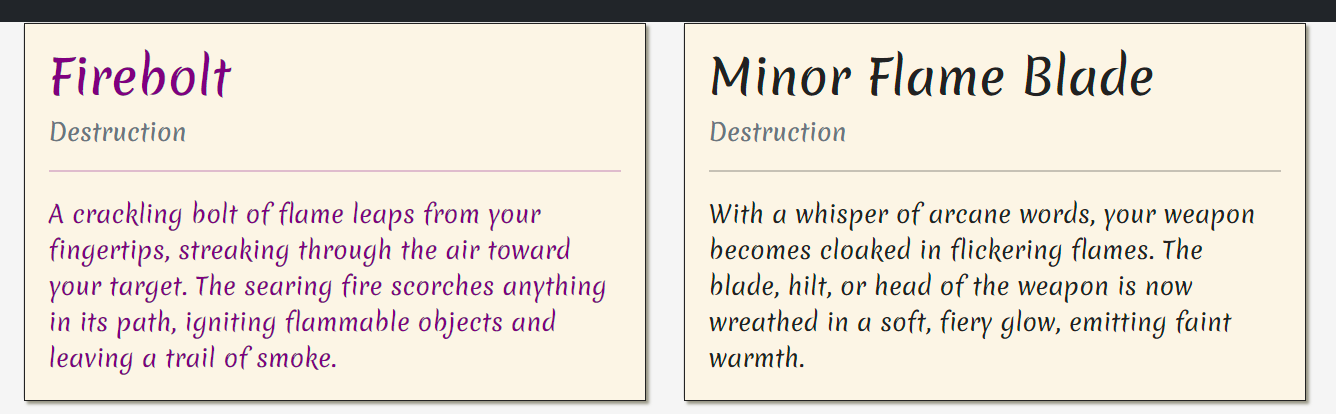 Firebolt
Destruction
A crackling bolt of flame leaps from your
fingertips, streaking through the air toward
your target. The searing fire scorches anything
in its path, igniting flammable objects and
leaving a trail of smoke.
Minor Flame Blade
Destruction
With a whisper of arcane words, your weapon
becomes cloaked in flickering flames. The
blade, hilt, or head of the weapon is now
wreathed in a soft, fiery glow, emitting faint
warmth.